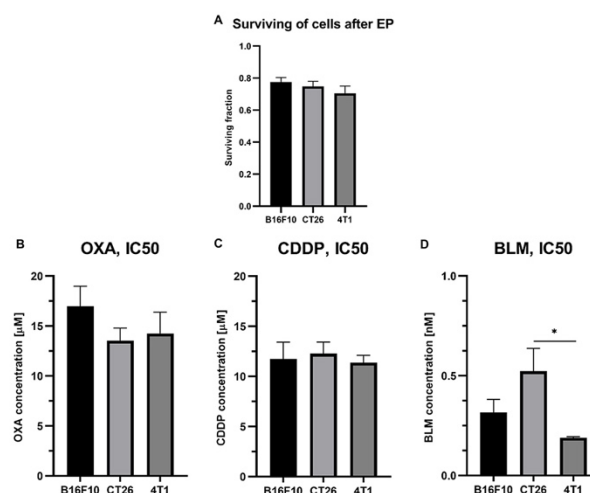 A Surviving of cells after EP
Surviving fraction
1.0
0.8
0.6
0.4
0.2
0.0
B16F10 CT26 4T1
B OXA, IC50
OXA concentration [µM]
20
15
10
5
0
B16F10 CT26 4T1
C CDDP, IC50
CDDP concentration [µM]
20
15
10
5
0
B16F10 CT26 4T1
D BLM, IC50
BLM concentration [nM]
1.0
0.5
0.0
*
B16F10 CT26 4T1